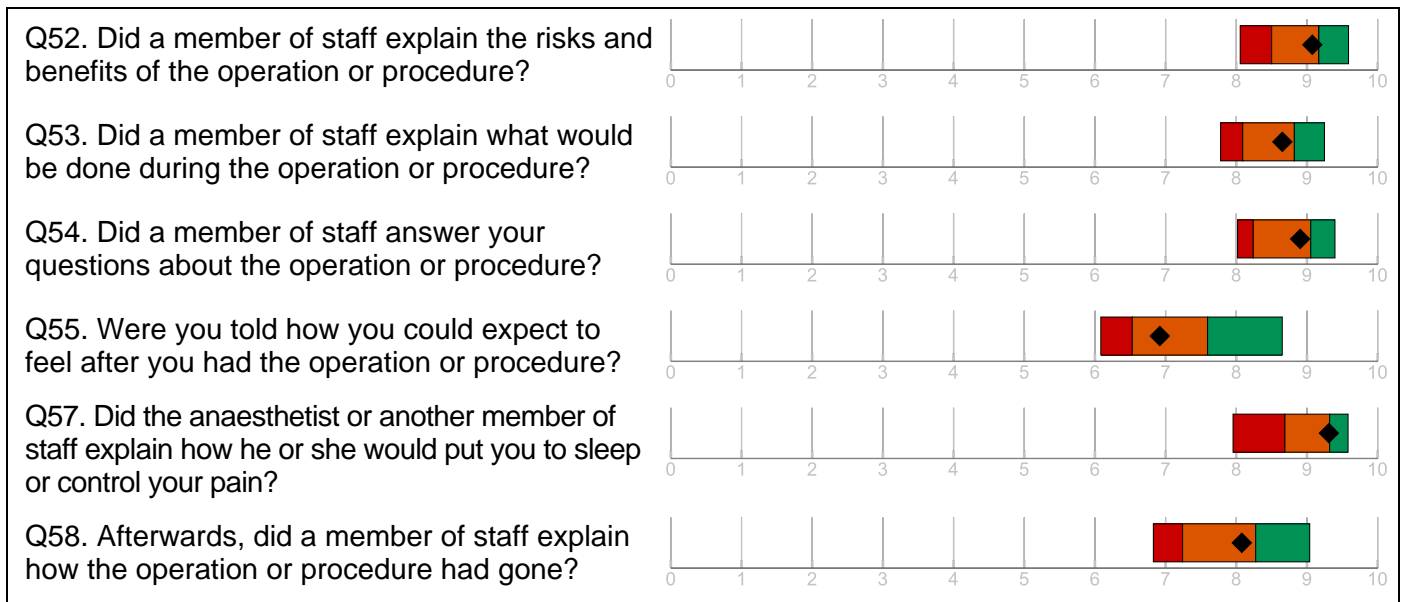 Q52. Did a member of staff explain the risks and
benefits of the operation or procedure?
0 1 2 3 4 5 6 7 8 9 10
Q53. Did a member of staff explain what would
be done during the operation or procedure?
0 1 2 3 4 5 6 7 8 9 10
Q54. Did a member of staff answer your
questions about the operation or procedure?
0 1 2 3 4 5 6 7 8 9 10
Q55. Were you told how you could expect to
feel after you had the operation or procedure?
0 1 2 3 4 5 6 7 8 9 10
Q57. Did the anaesthetist or another member of
staff explain how he or she would put you to sleep
or control your pain?
0 1 2 3 4 5 6 7 8 9 10
Q58. Afterwards, did a member of staff explain
how the operation or procedure had gone?
0 1 2 3 4 5 6 7 8 9 10